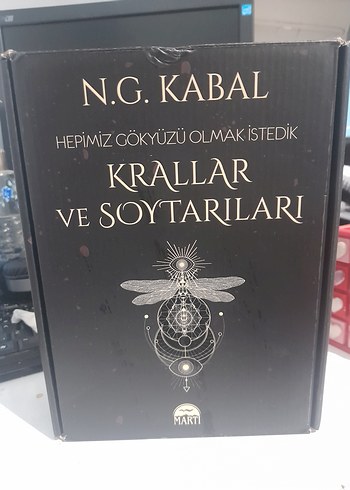 N.G. KABAL
HEPİMİZ GÖKYÜZÜ OLMAK İSTEDİK
KRALLAR
VE SOYTARILARI
MARTI